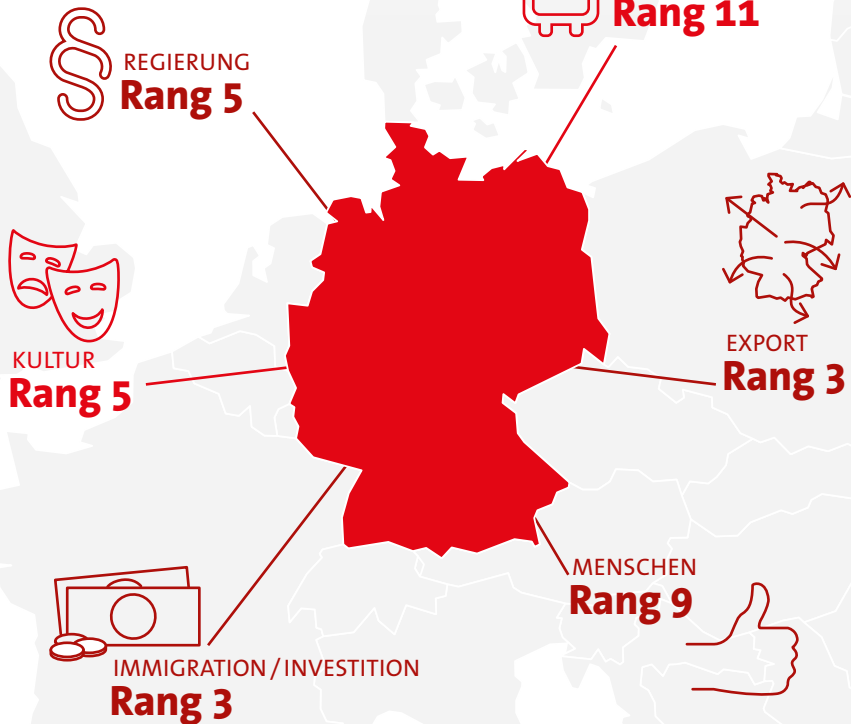 Rang 11
REGIERUNG
Rang 5
KULTUR
Rang 5
EXPORT
Rang 3
MENSCHEN
Rang 9
IMMIGRATION / INVESTITION
Rang 3